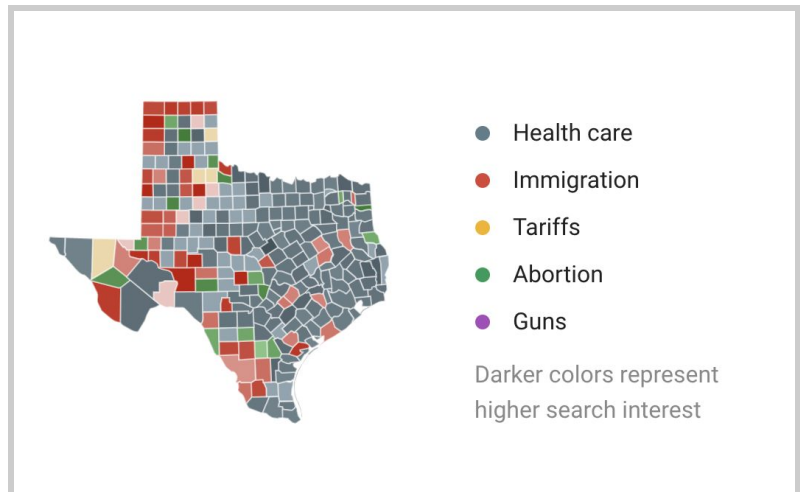 Health care
Immigration
Tariffs
Abortion
Guns
Darker colors represent
higher search interest